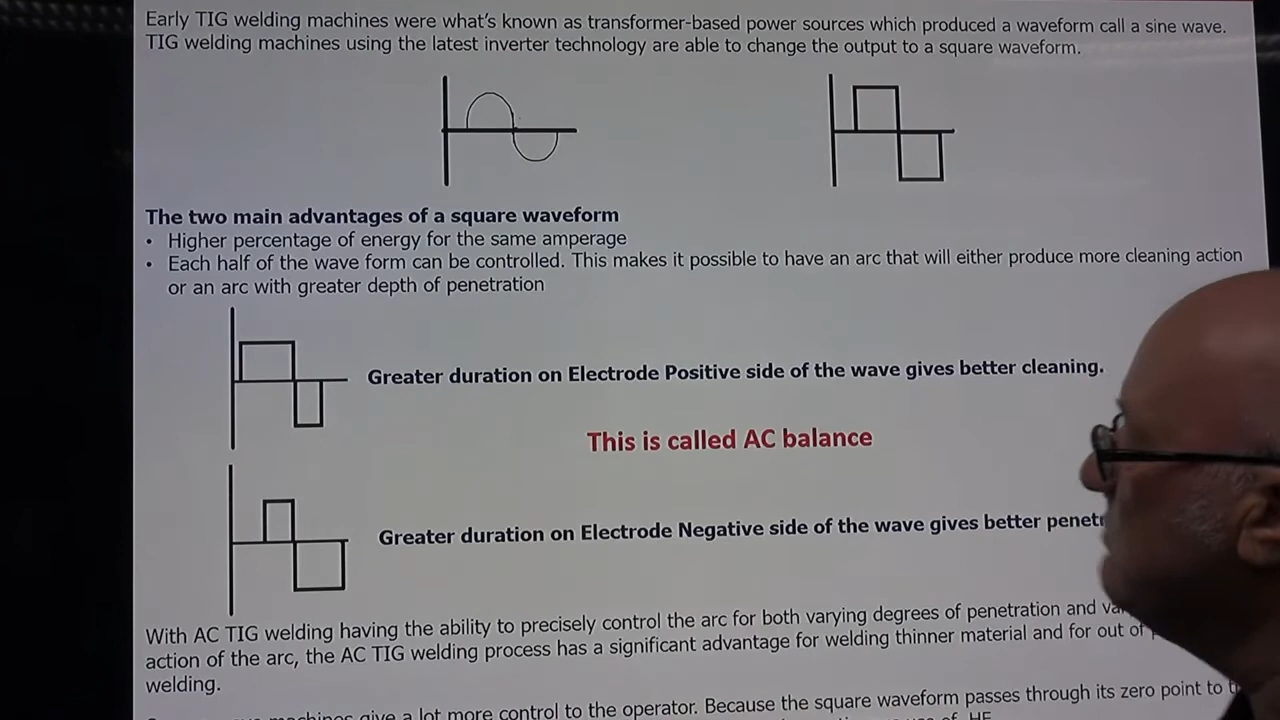 Early TIG welding machines were what's known as transformer-based power sources which produced a waveform call a sine wave.
TIG welding machines using the latest inverter technology are able to change the output to a square waveform.
The two main advantages of a square waveform
• Higher percentage of energy for the same amperage
• Each half of the wave form can be controlled. This makes it possible to have an arc that will either produce more cleaning action
or an arc with greater depth of penetration
Greater duration on Electrode Positive side of the wave gives better cleaning.
This is called AC balance
Greater duration on Electrode Negative side of the wave gives better
With AC TIG welding having the ability to precisely control the arc for both varying degrees of penetration and
action of the arc, the AC TIG welding process has a significant advantage for welding thinner material and for out of
welding.
machines give a lot more control to the operator. Because the square waveform passes through its zero point to
HF